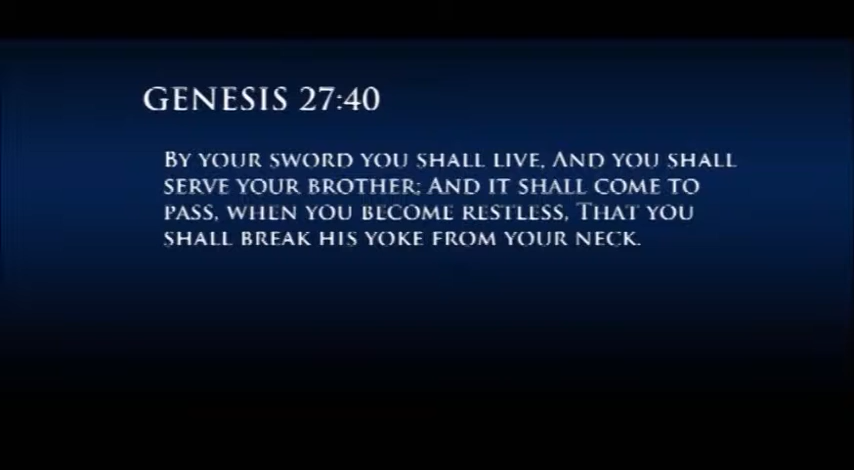 GENESIS 27:40
BY YOUR SWORD YOU SHALL LIVE, AND YOU SHALL
SERVE YOUR BROTHER; AND IT SHALL COME TO
PASS, WHEN YOU BECOME RESTLESS, THAT YOU
SHALL BREAK HIS YOKE FROM YOUR NECK.